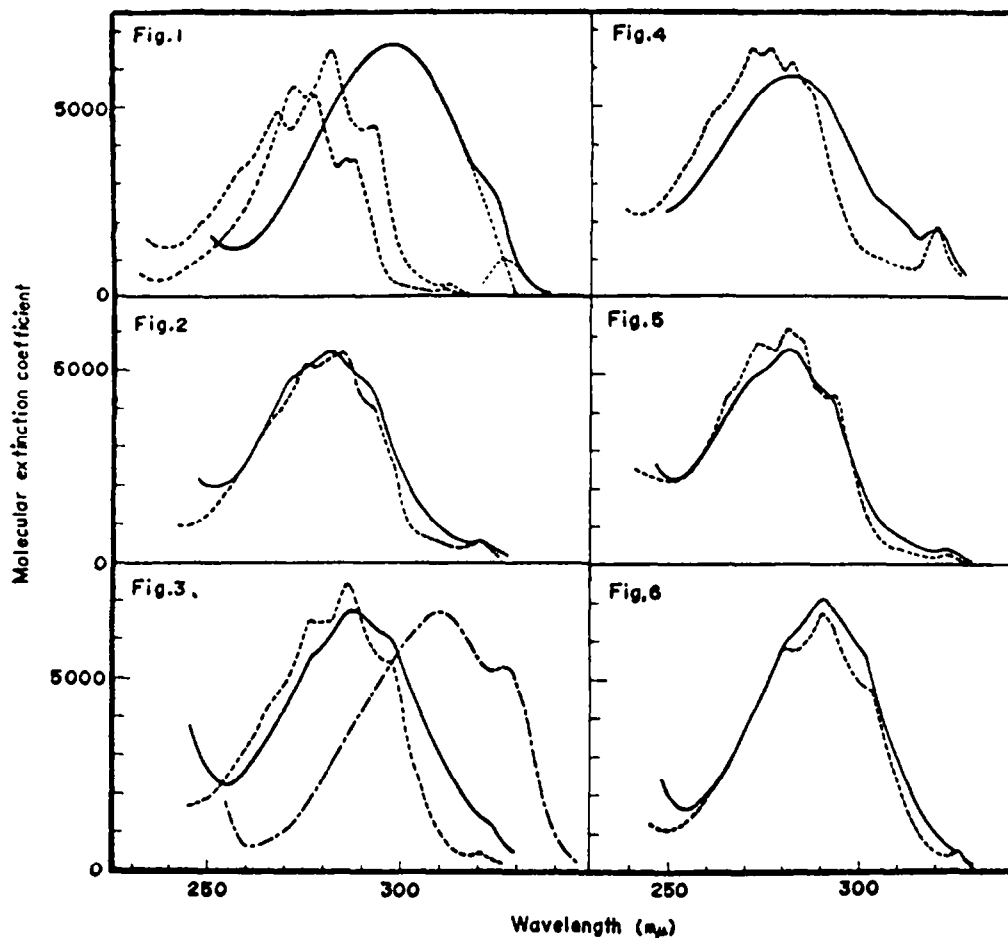 Fig.1
Fig.4
5000
0
Fig.2
Fig.5
5000
0
Fig.3.
Fig.6
5000
0
250
300
250
300
Molecular extinction coefficient
Wavelength (mμ)